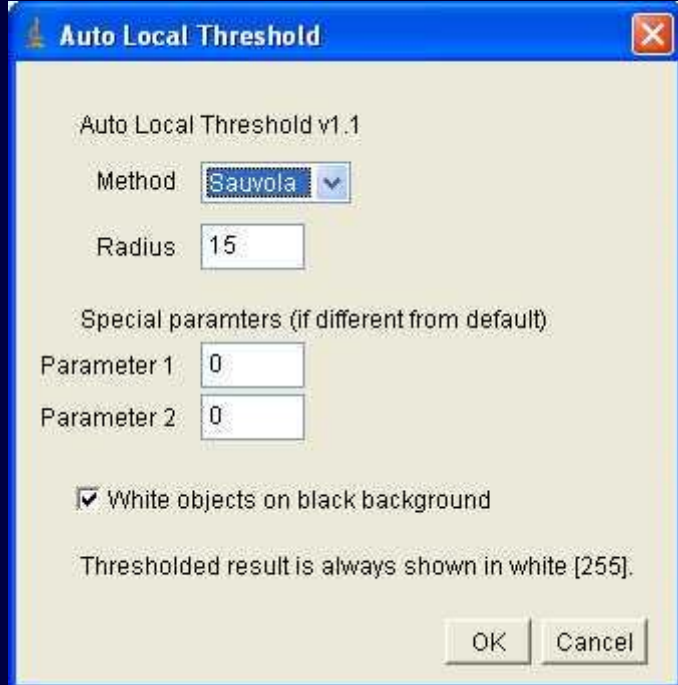 Auto Local Threshold
Auto Local Threshold v1.1
Method Sauvola
Radius 15
Special paramters (if different from default)
Parameter 1 0
Parameter 2 0
White objects on black background
Thresholded result is always shown in white [255].
OK Cancel